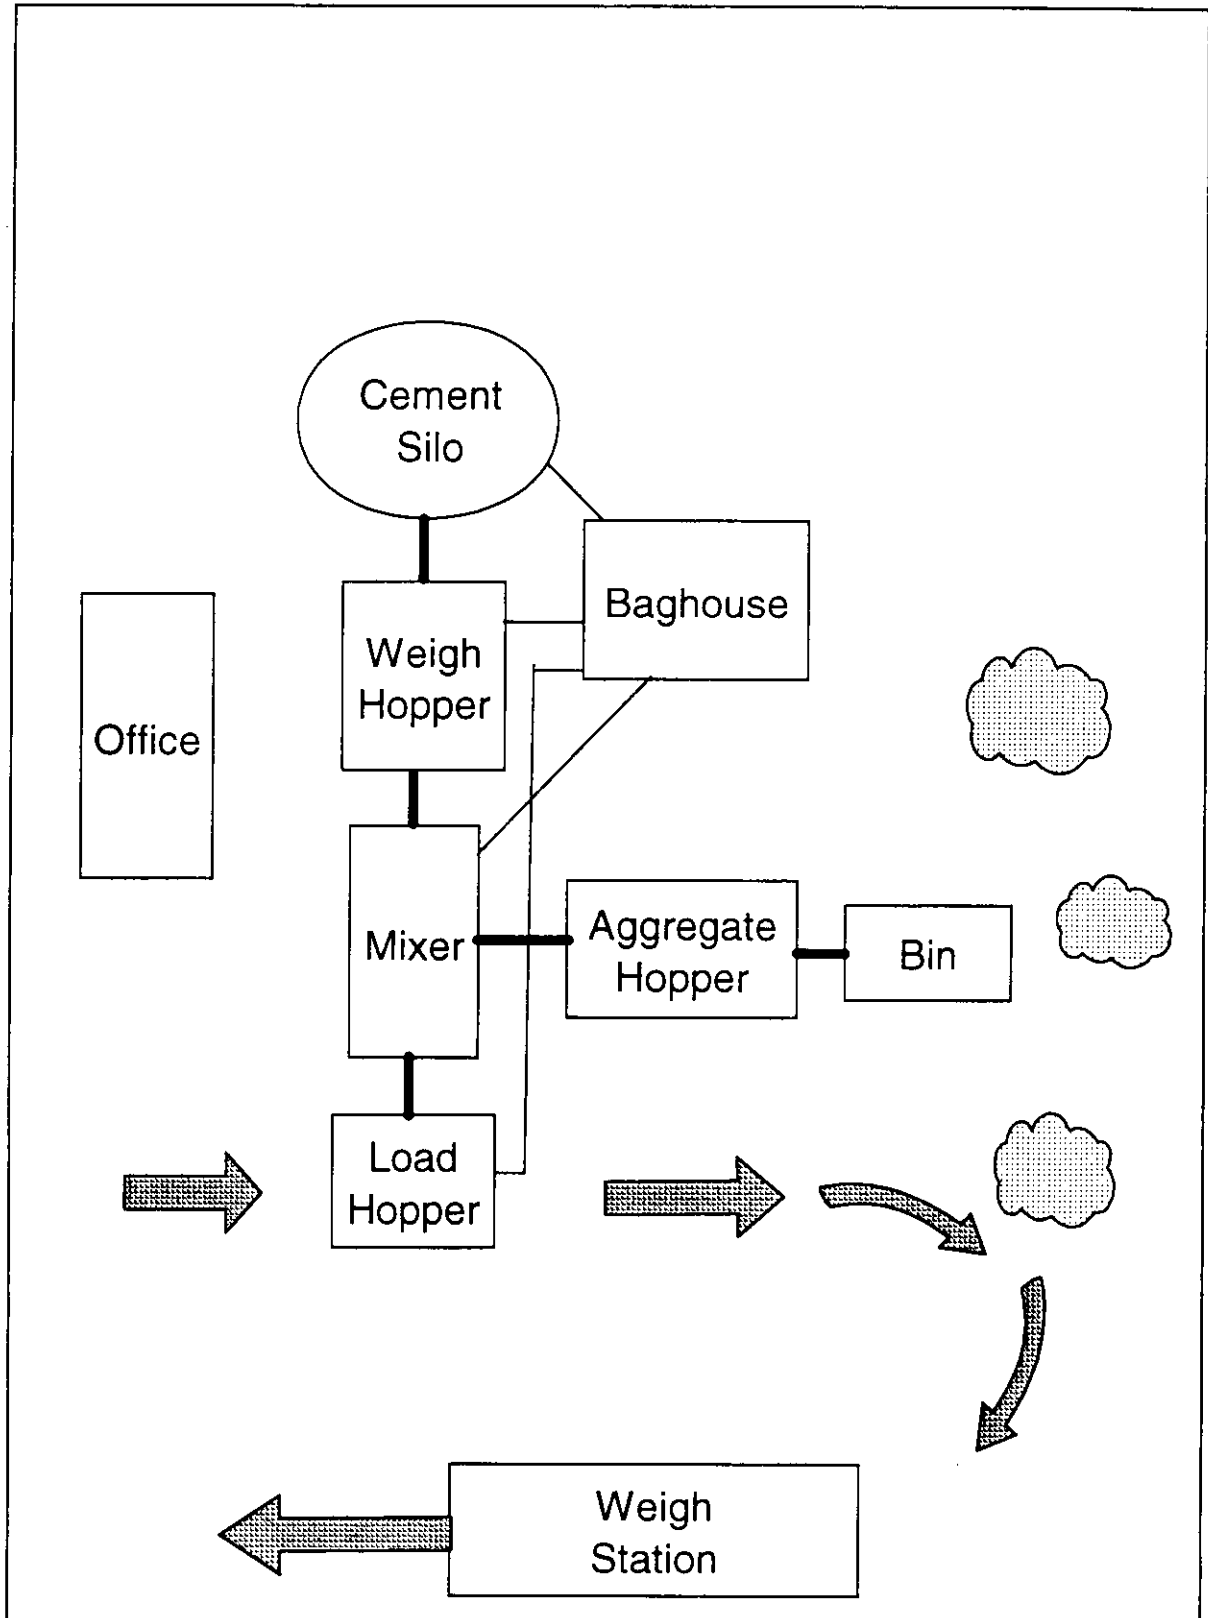 Cement
Silo
Baghouse
Weigh
Hopper
Office
Mixer
Aggregate
Hopper
Bin
Load
Hopper
Weigh
Station